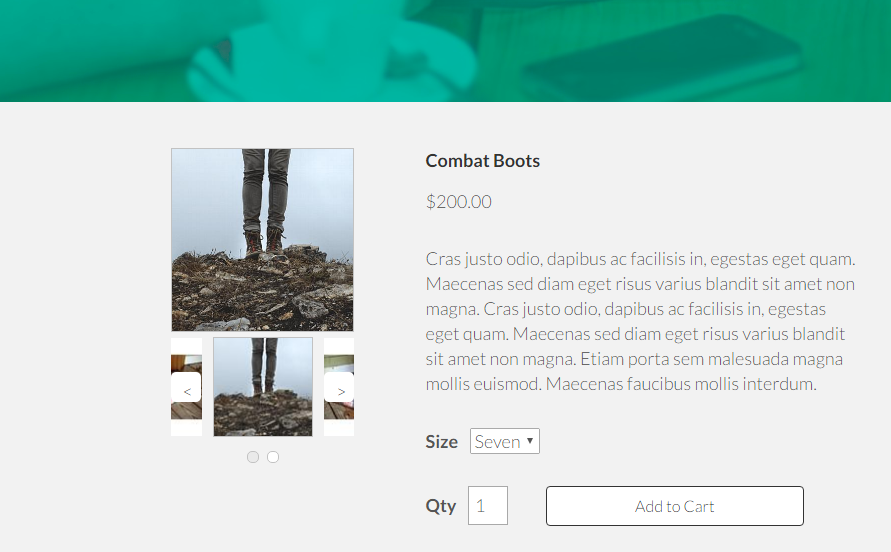 Combat Boots
$200.00
Cras justo odio, dapibus ac facilisis in, egestas eget quam.
Maecenas sed diam eget risus varius blandit sit amet non
magna. Cras justo odio, dapibus ac facilisis in, egestas
eget quam. Maecenas sed diam eget risus varius blandit
sit amet non magna. Etiam porta sem malesuada magna
mollis euismod. Maecenas faucibus mollis interdum.
< >
Size Seven
Qty 1 Add to Cart